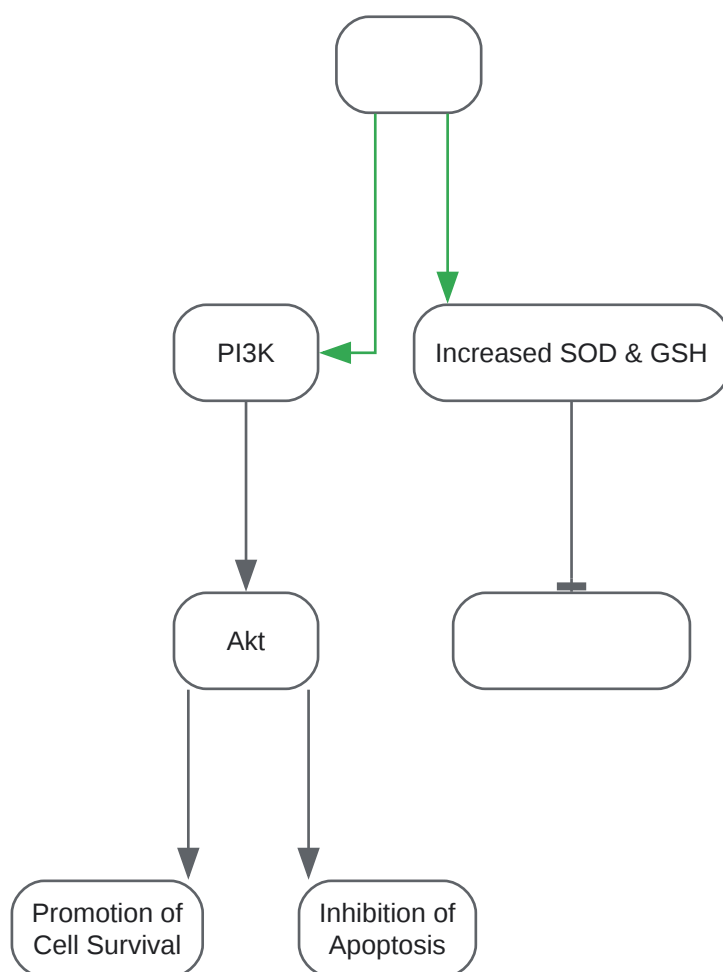 PI3K
Increased SOD & GSH
Akt
Promotion of
Cell Survival
Inhibition of
Apoptosis